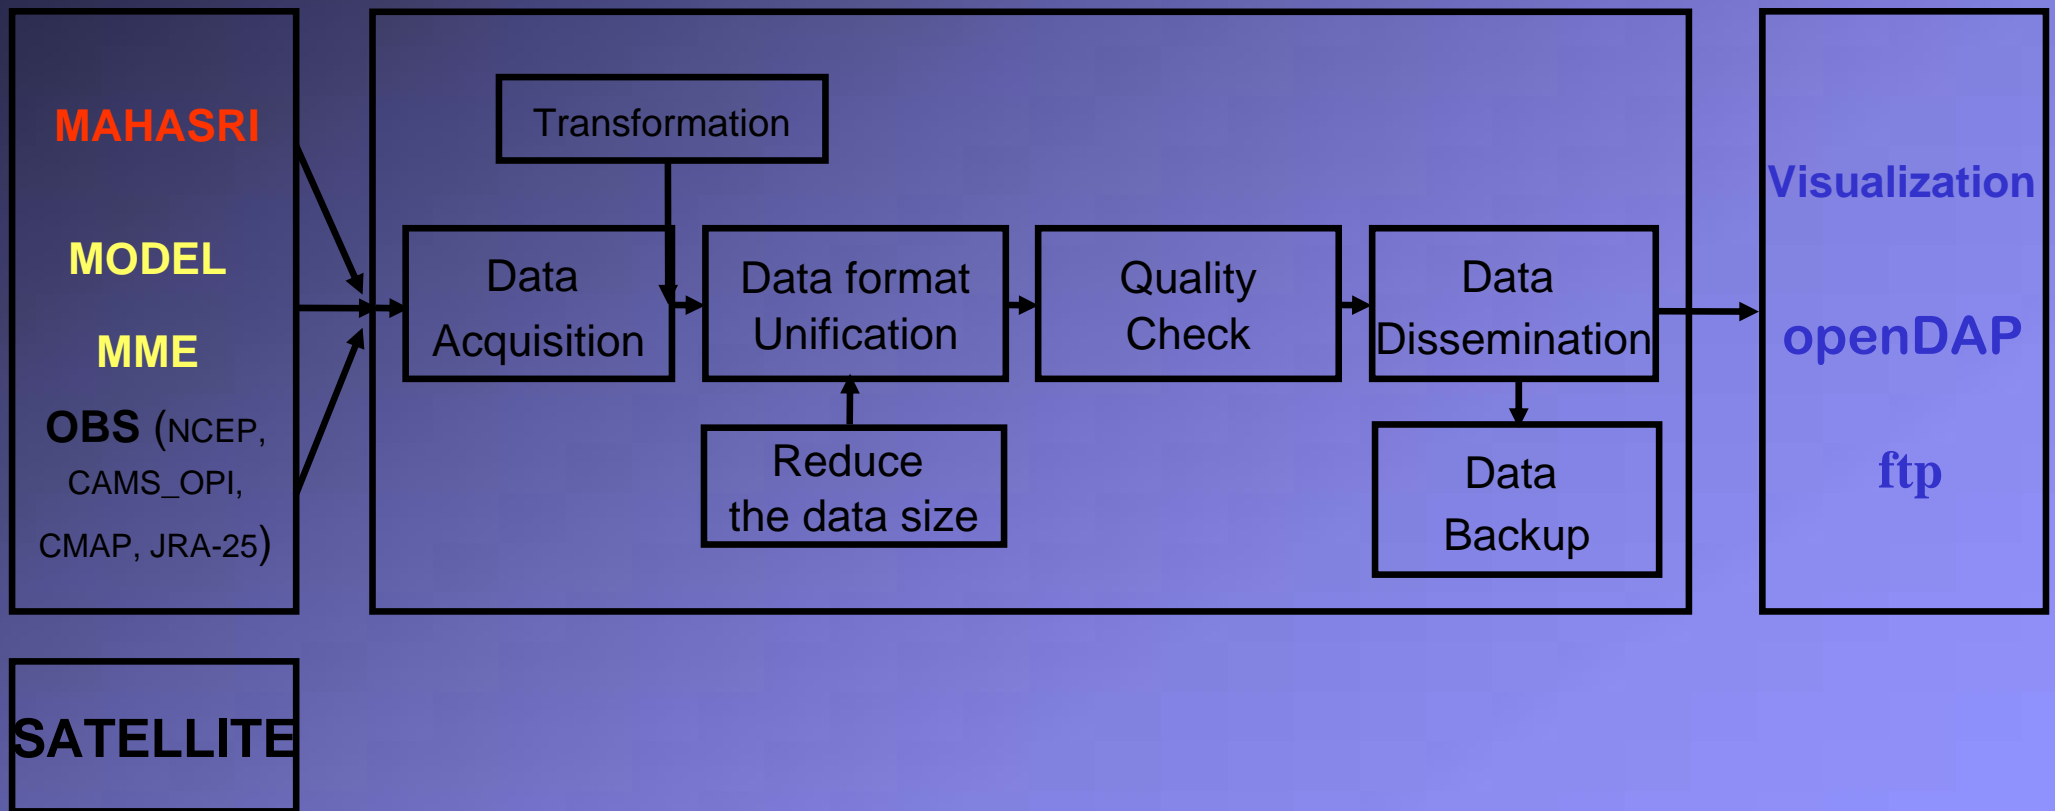 MAHASRI
MODEL
MME
OBS (NCEP,
CAMS_OPI,
CMAP, JRA-25)
SATELLITE
Transformation
Data
Acquisition
Data format
Unification
Reduce
the data size
Quality
Check
Data
Dissemination
Data
Backup
Visualization
openDAP
ftp